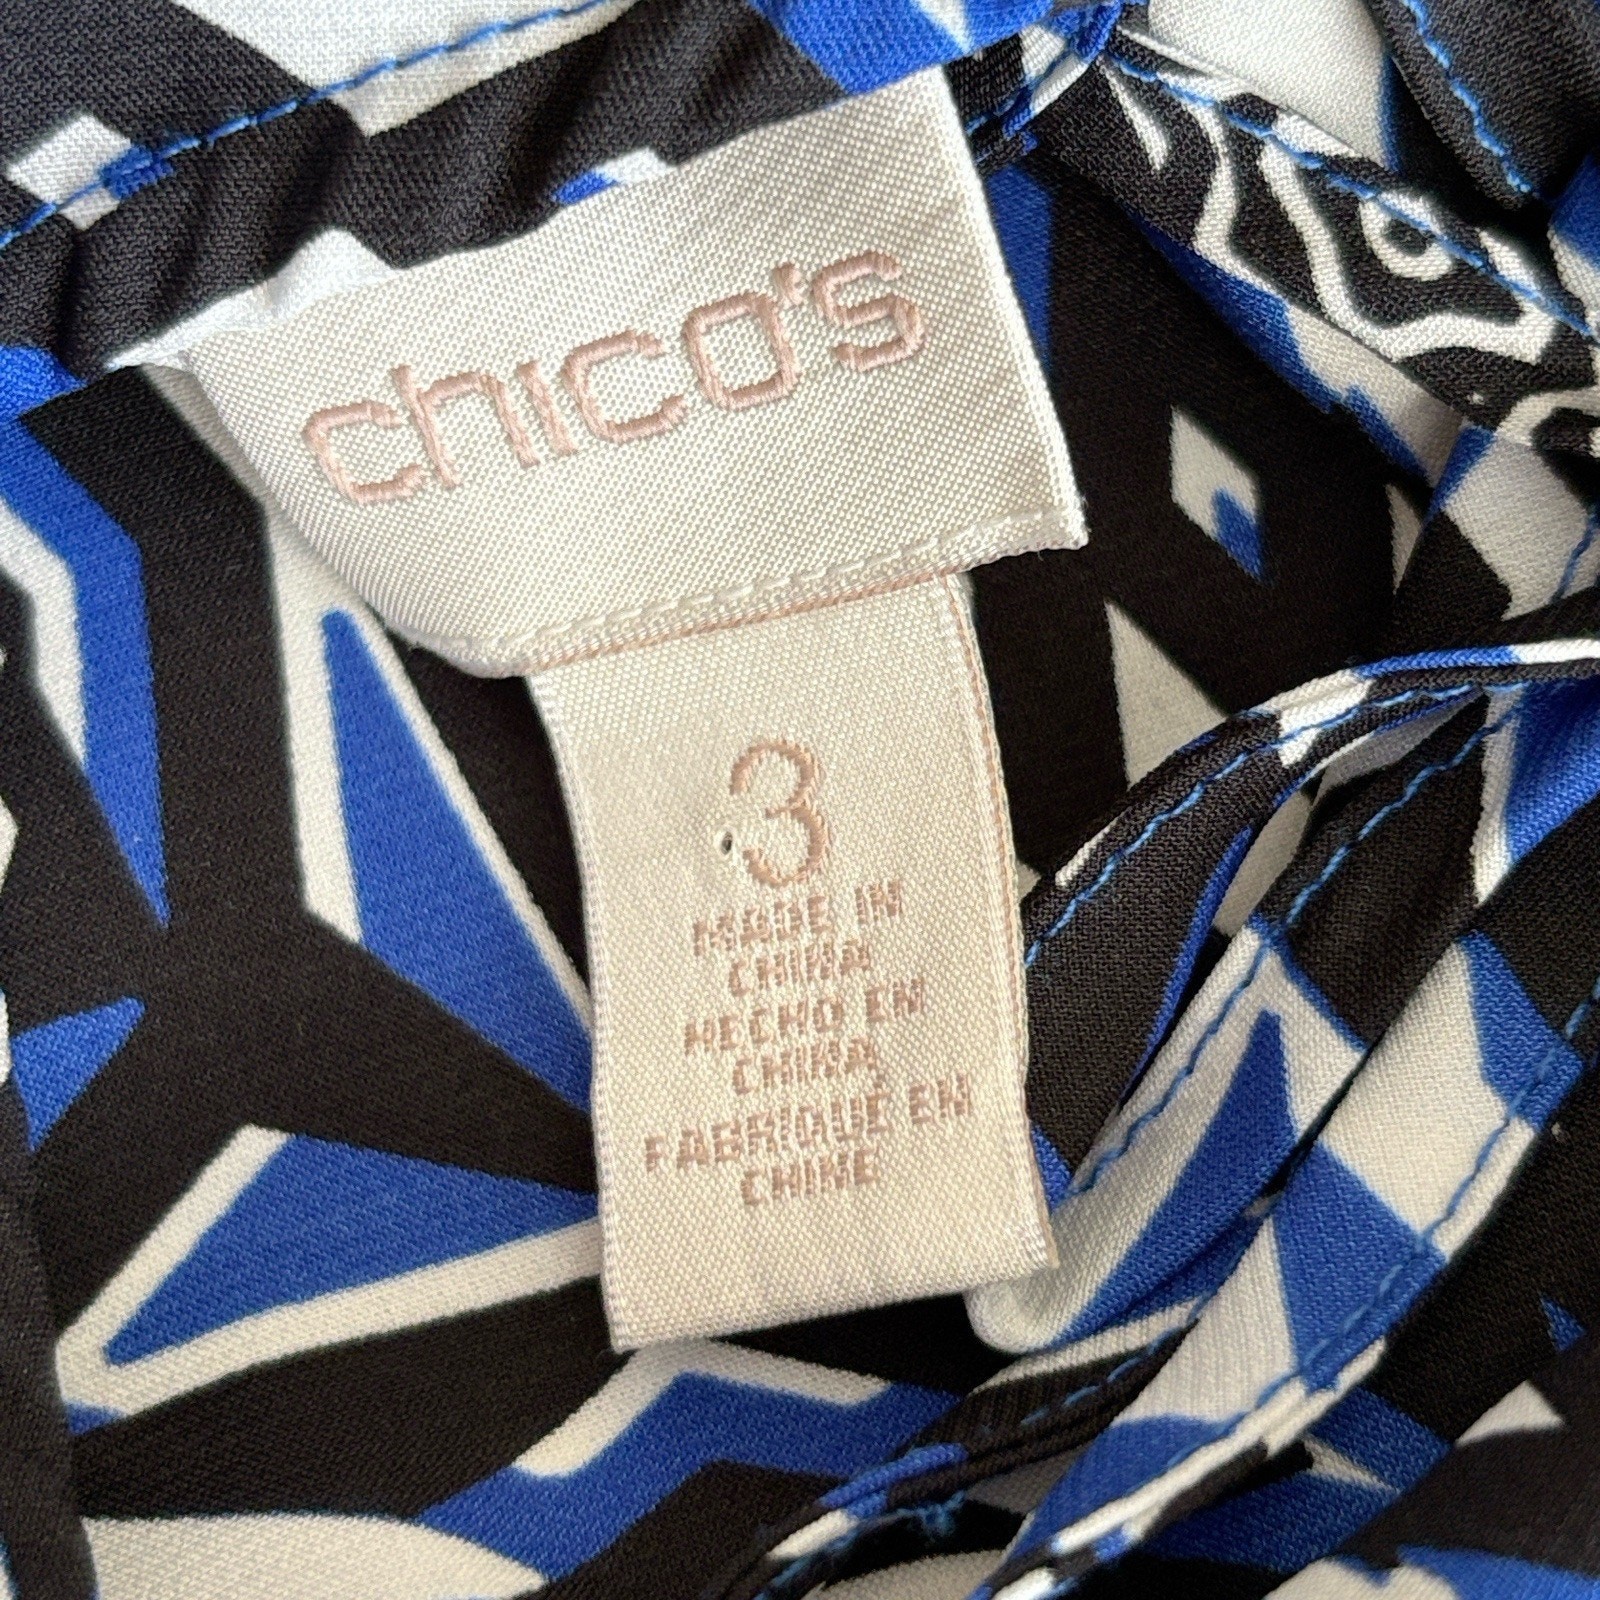 chico's
3
MADE IN
CHINA
HECHO EN
CHINA
FABRIQUÉ EN
CHINE